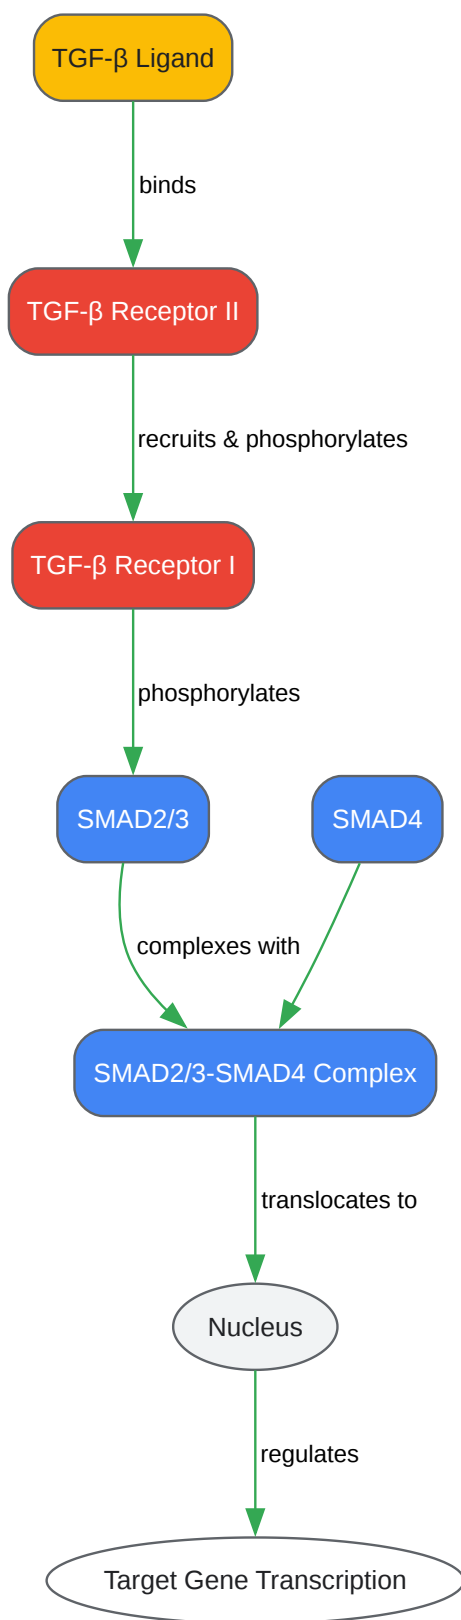 TGF-β Ligand
binds
TGF-β Receptor II
recruits & phosphorylates
TGF-β Receptor I
phosphorylates
SMAD2/3
SMAD4
complexes with
SMAD2/3-SMAD4 Complex
translocates to
Nucleus
regulates
Target Gene Transcription